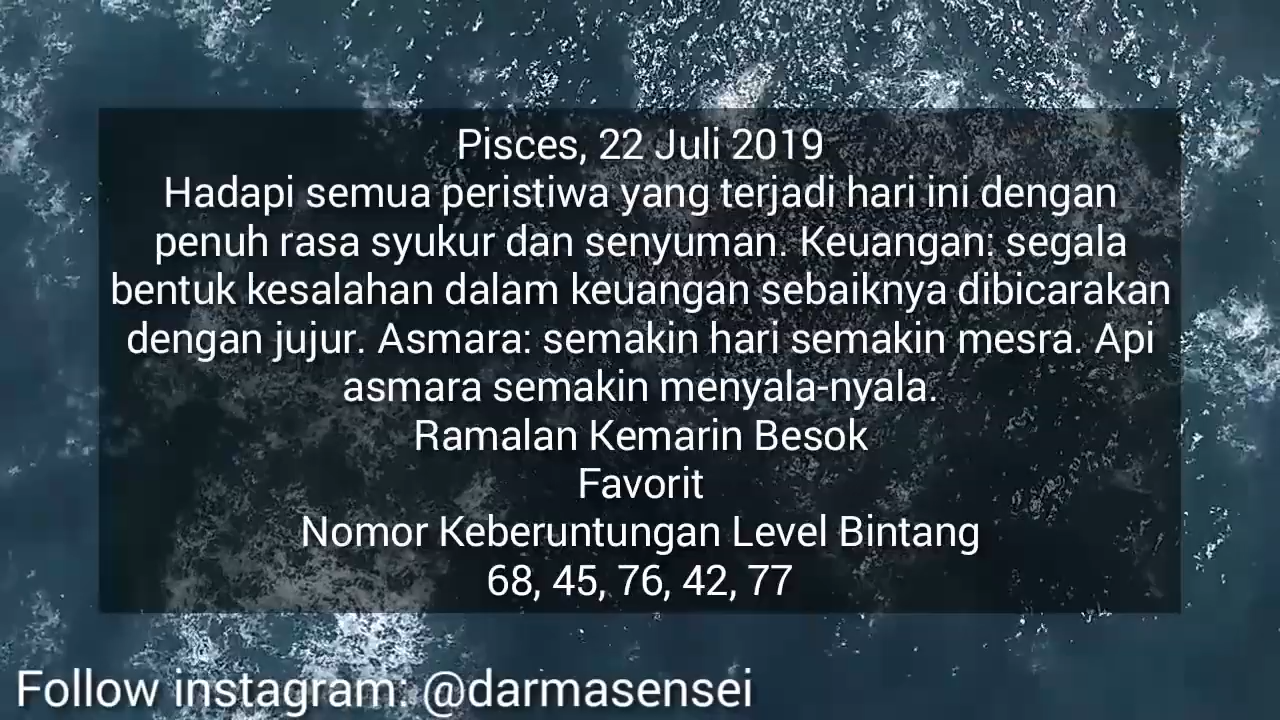 Pisces, 22 Juli 2019
Hadapi semua peristiwa yang terjadi hari ini dengan
penuh rasa syukur dan senyuman. Keuangan: segala
bentuk kesalahan dalam keuangan sebaiknya dibicarakan
dengan jujur. Asmara: semakin hari semakin mesra. Api
asmara semakin menyala-nyala.
Ramalan Kemarin Besok
Favorit
Nomor Keberuntungan Level Bintang
68, 45, 76, 42, 77
Follow instagram: @darmasensei